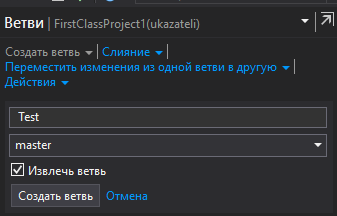 Ветви | FirstClassProject1(ukazateli)
Создать ветвь Слияние
Переместить изменения из одной ветви в другую
Действия
Test
master
Извлечь ветвь
Создать ветвь Отмена